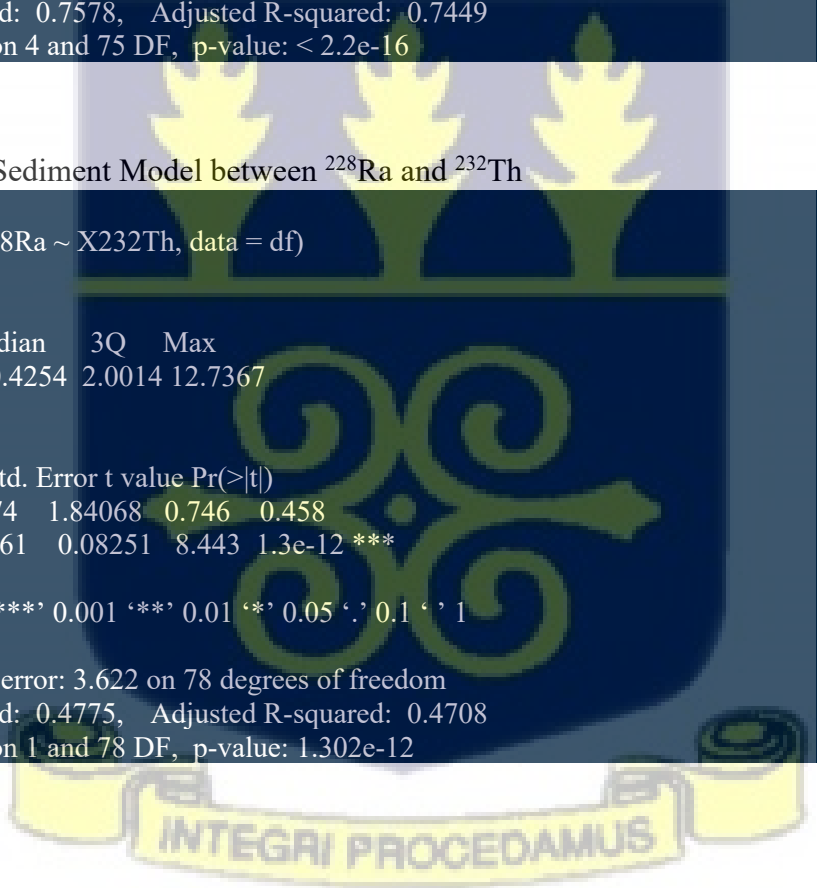 d: 0.7578, Adjusted R-squared: 0.7449
on 4 and 75 DF, p-value: < 2.2e-16
Sediment Model between ²²⁸Ra and ²³²Th
8Ra ~ X232Th, data = df)
dian 3Q Max
.4254 2.0014 12.7367
td. Error t value Pr(>|t|)
74 1.84068 0.746 0.458
61 0.08251 8.443 1.3e-12 ***
***’ 0.001 ‘**’ 0.01 ‘*’ 0.05 ‘.’ 0.1 ‘ ’ 1
error: 3.622 on 78 degrees of freedom
d: 0.4775, Adjusted R-squared: 0.4708
on 1 and 78 DF, p-value: 1.302e-12
INTEGRI PROCEDAMUS